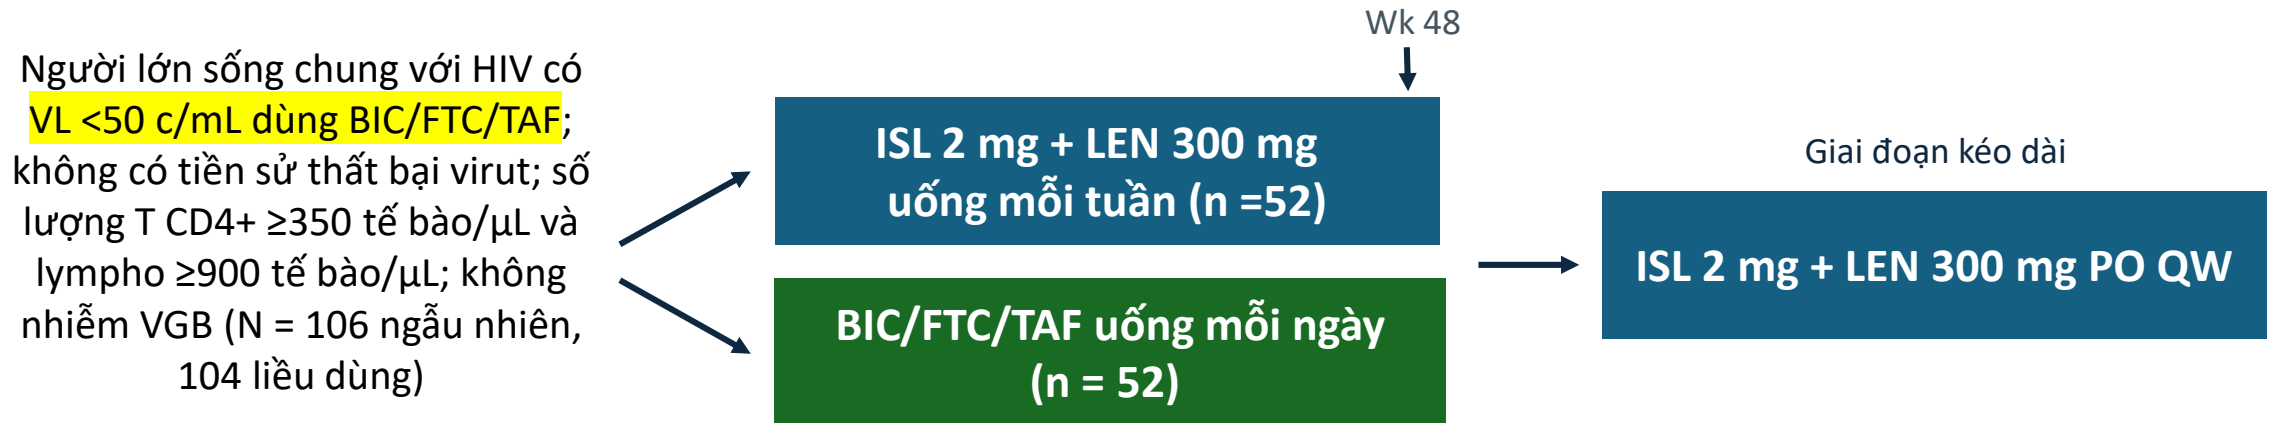 Người lớn sống chung với HIV có
VL <50 c/mL dùng BIC/FTC/TAF;
không có tiền sử thất bại virut; số
lượng T CD4+ ≥350 tế bào/µL và
lympho ≥900 tế bào/µL; không
nhiễm VGB (N = 106 ngẫu nhiên,
104 liều dùng)
Wk 48
ISL 2 mg + LEN 300 mg
uống mỗi tuần (n =52)
BIC/FTC/TAF uống mỗi ngày
(n = 52)
Giai đoạn kéo dài
ISL 2 mg + LEN 300 mg PO QW